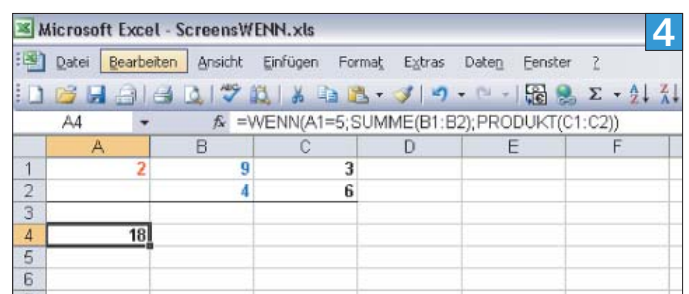 Microsoft Excel - ScreensWENN.xls
4
Datei Bearbeiten Ansicht Einfügen Format Extras Daten Fenster ?
A4 fx =WENN(A1=5;SUMME(B1:B2);PRODUKT(C1:C2))
A B C D E F
1 2 9 3
2 4 6
3
4 18
5
6